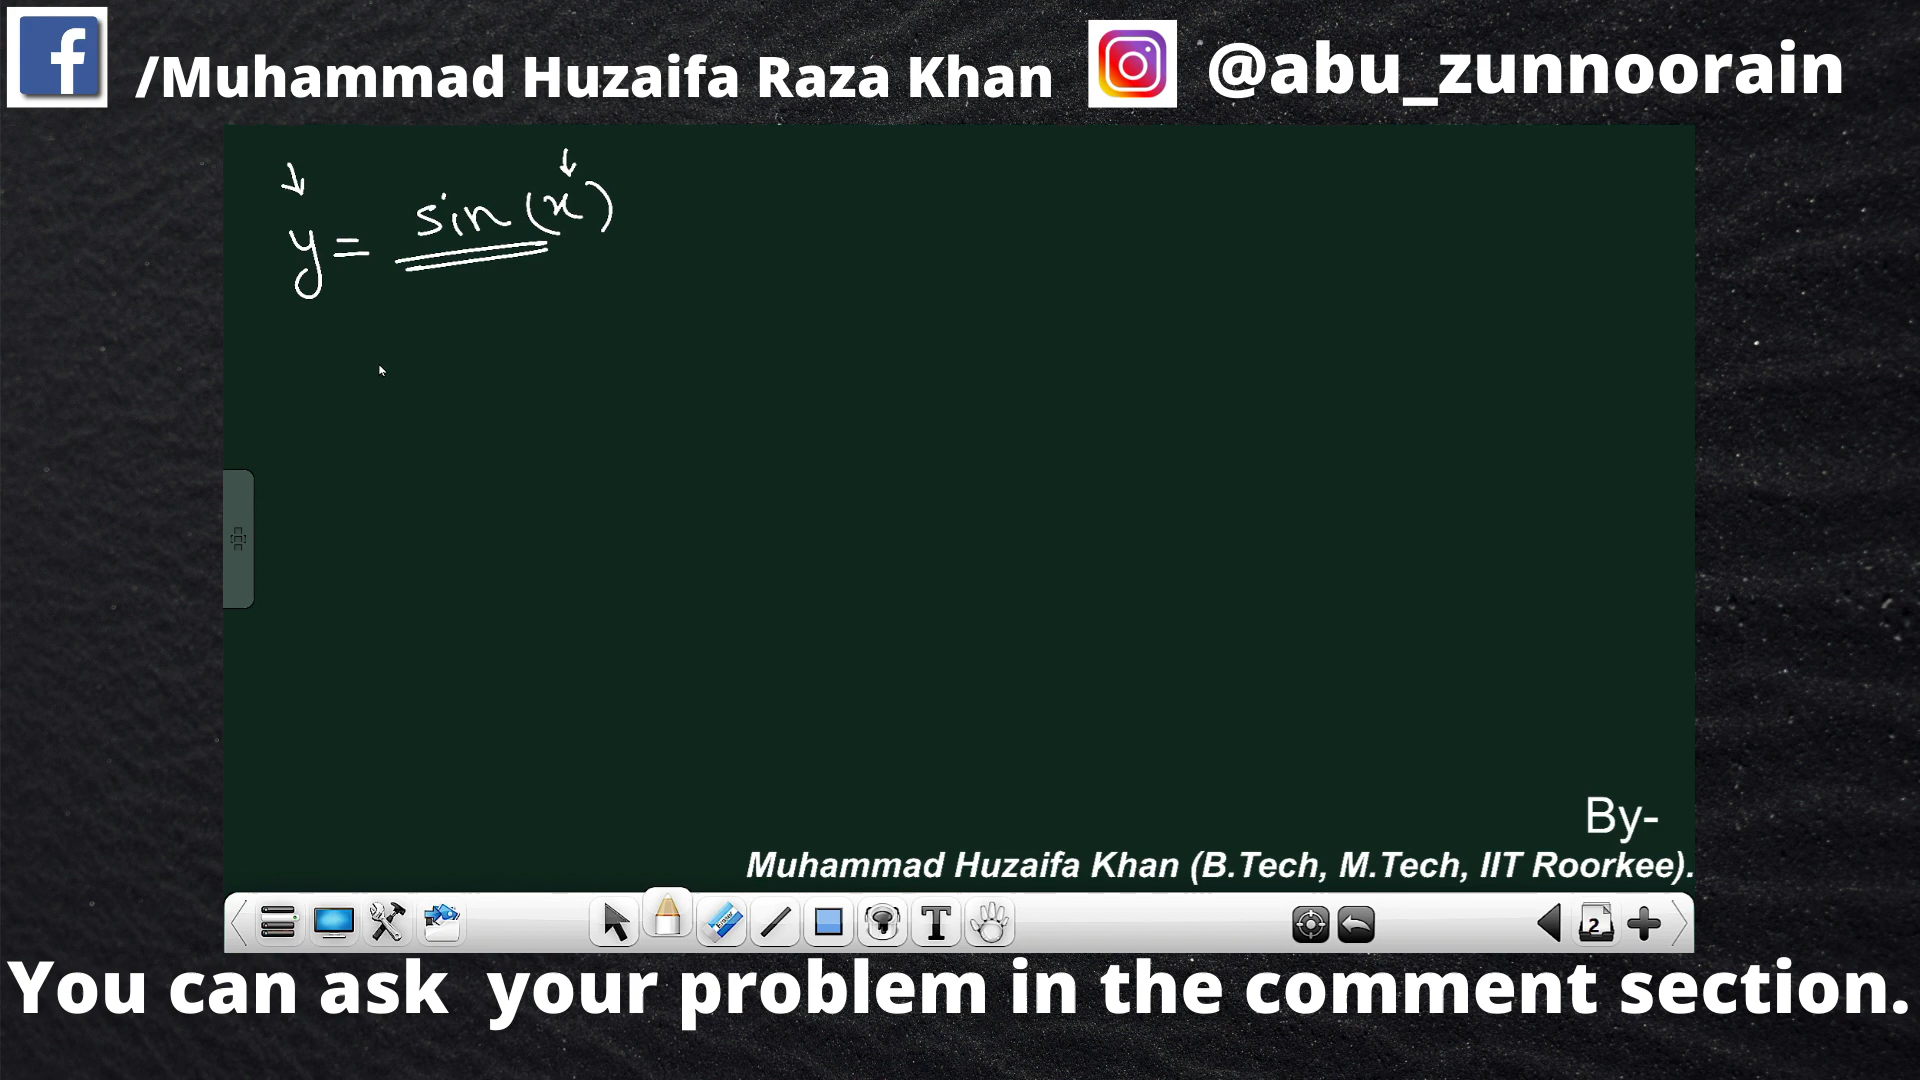 /Muhammad Huzaifa Raza Khan @abu_zunnoorain
y = sin(x)
By-
Muhammad Huzaifa Khan (B.Tech, M.Tech, IIT Roorkee).
T 2
You can ask your problem in the comment section.